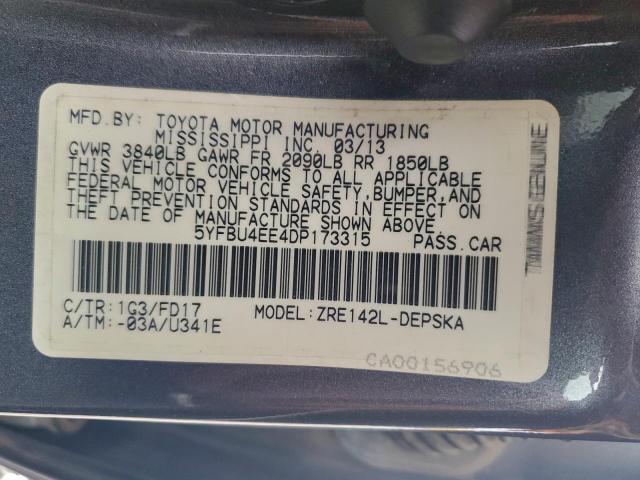 MFD.BY: TOYOTA MOTOR MANUFACTURING
MISSISSIPPI INC. 03/13
GVWR 3840LB GAWR FR 2090LB RR 1850LB
THIS VEHICLE CONFORMS TO ALL APPLICABLE
FEDERAL MOTOR VEHICLE SAFETY,BUMPER,AND
THEFT PREVENTION STANDARDS IN EFFECT ON
THE DATE OF MANUFACTURE SHOWN ABOVE.
5YFBU4EE4DP173315 PASS.CAR
C/TR:1G3/FD17 MODEL:ZRE142L-DEPSKA
A/TM:-03A/U341E
CA00156906
GENUINE